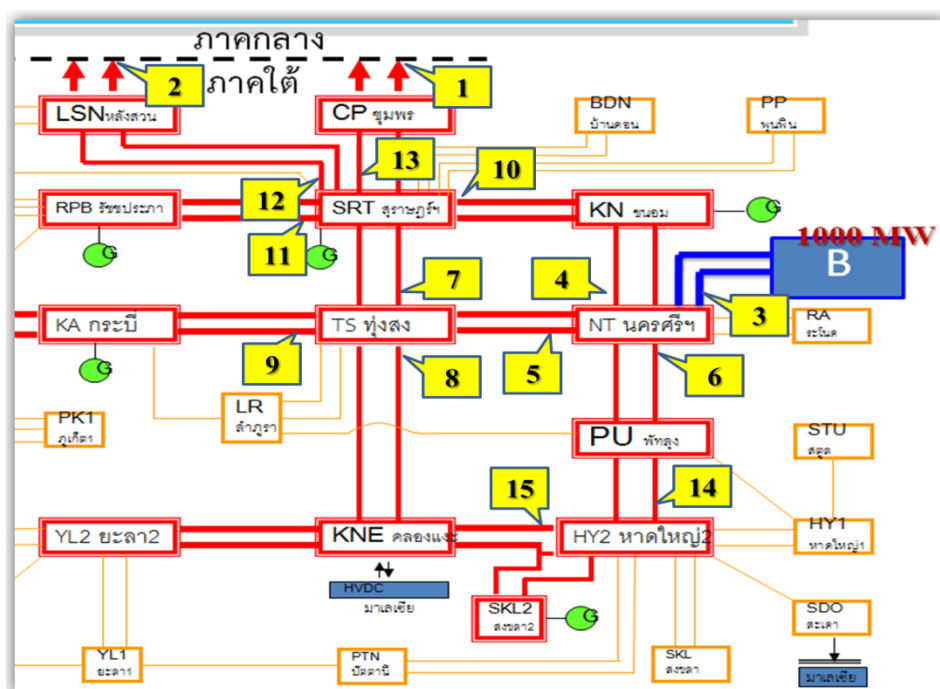 ภาคกลาง
2
ภาคใต้
1
LSNหลังสวน
CP ชุมพร
BDN
บ้านดอน
PP
พุนพิน
13
10
12
RPB รัชชประภา
SRT สุราษฎร์ฯ
KN ขนอม
G
11
G
G
1000 MW
B
7
4
3
KA กระบี่
TS ทุ่งสง
NT นครศรีฯ
RA
ระโนด
9
8
5
6
G
LR
ลำภูรา
PK1
ภูเก็ต1
PU พัทลุง
STU
สตูล
15
14
YL2 ยะลา2
KNE คลองแงะ
HY2 หาดใหญ่2
HY1
หาดใหญ่1
HVDC
มาเลเซีย
SKL2
สงขลา2
G
SDO
สะเดา
YL1
ยะลา1
PTN
ปัตตานี
SKL
สงขลา
มาเลเซีย